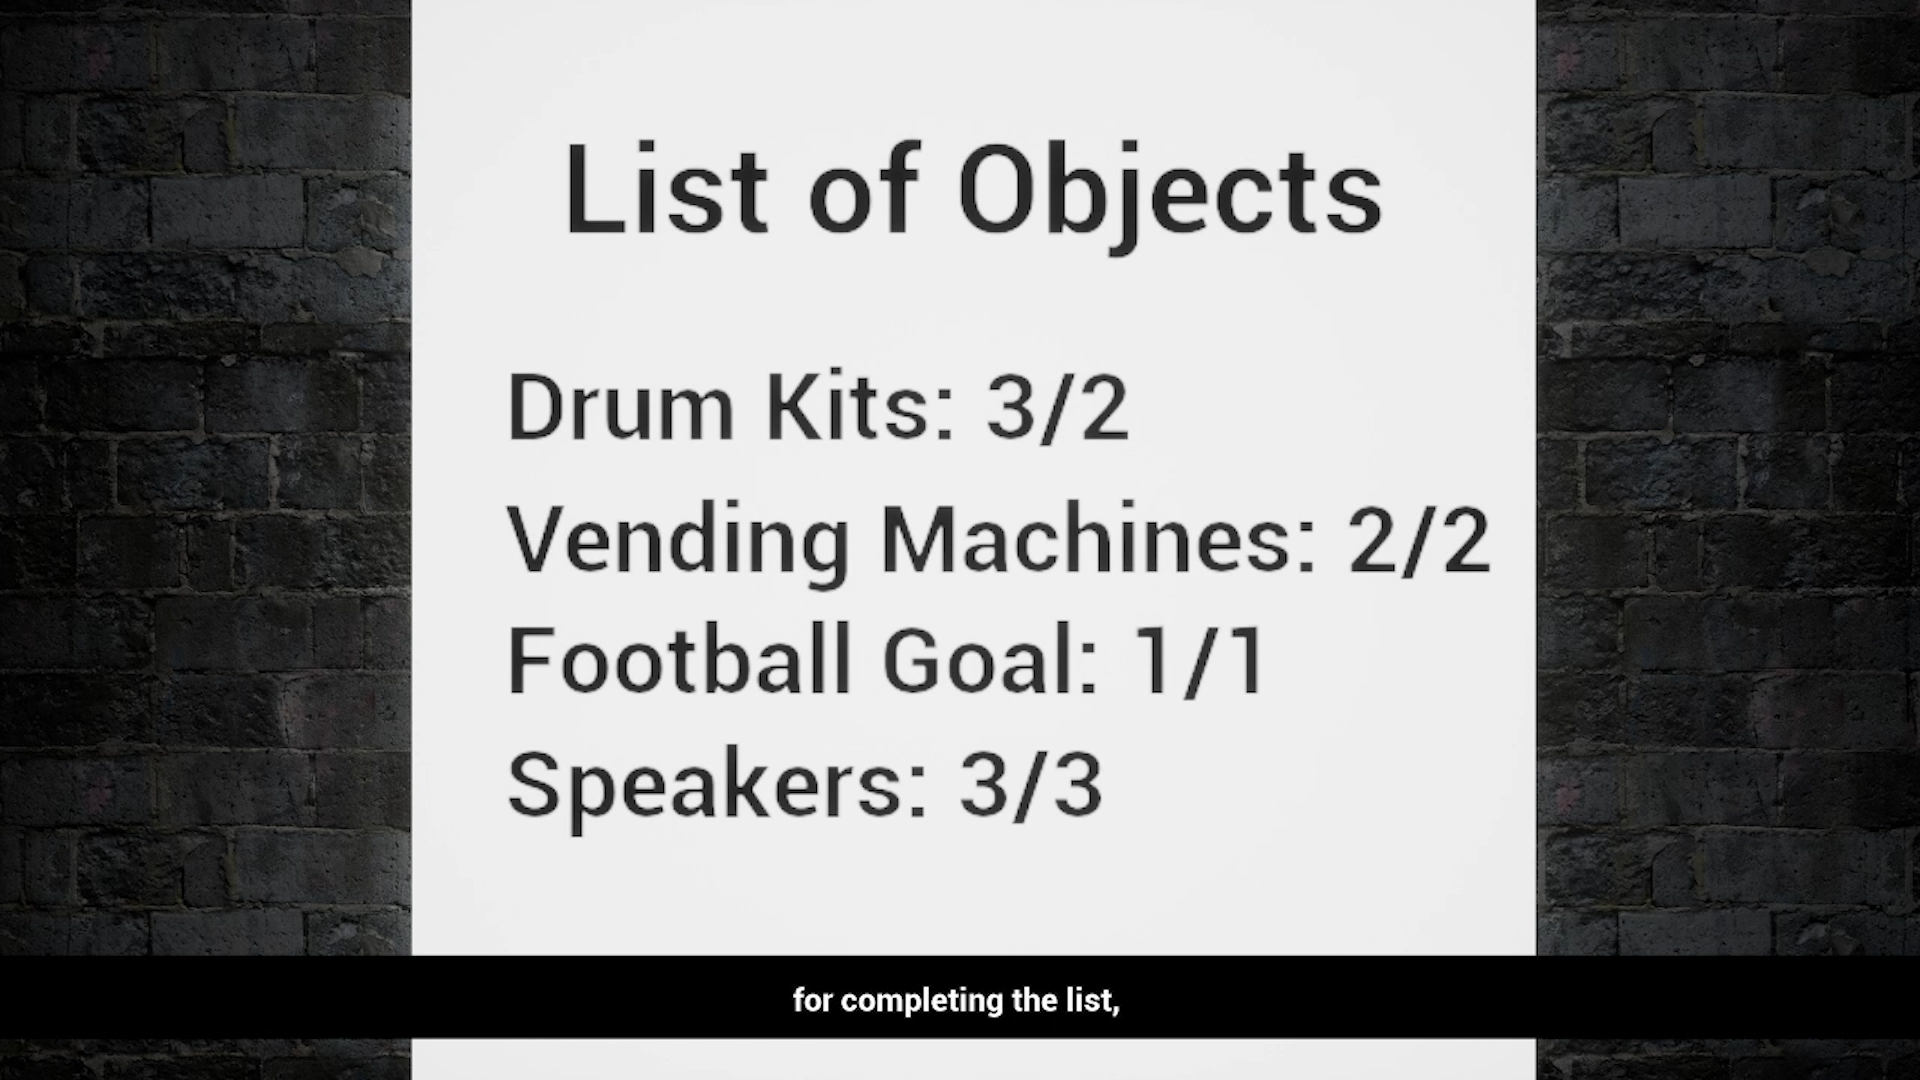 List of Objects
Drum Kits: 3/2
Vending Machines: 2/2
Football Goal: 1/1
Speakers: 3/3
for completing the list,